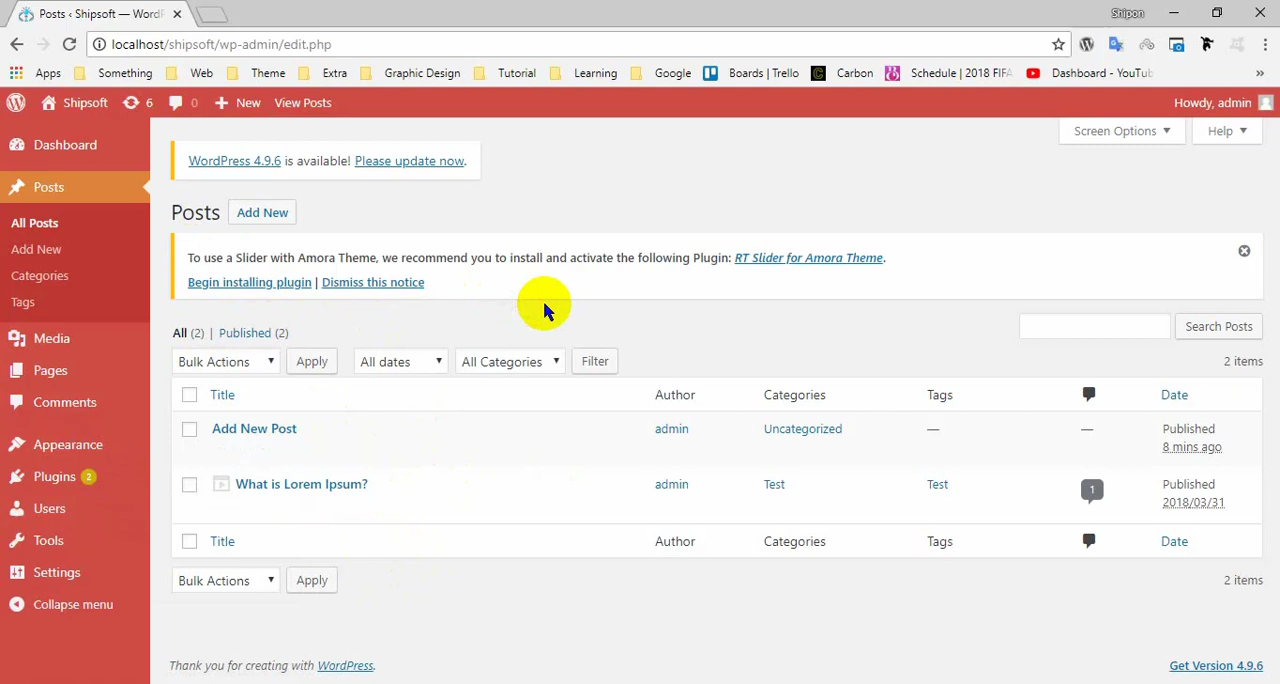 Posts ‹ Shipsoft — WordP
Shipon
localhost/shipsoft/wp-admin/edit.php
Apps Something Web Theme Extra Graphic Design Tutorial Learning Google Boards | Trello Carbon Schedule | 2018 FIFA Dashboard - YouTub »
Shipsoft 6 0 New View Posts Howdy, admin
Screen Options Help
Dashboard
Posts
All Posts
Add New
Categories
Tags
Media
Pages
Comments
Appearance
Plugins 2
Users
Tools
Settings
Collapse menu
WordPress 4.9.6 is available! Please update now.
Posts Add New
To use a Slider with Amora Theme, we recommend you to install and activate the following Plugin: RT Slider for Amora Theme.
Begin installing plugin | Dismiss this notice
All (2) | Published (2)
Search Posts
Bulk Actions Apply All dates All Categories Filter 2 items
Title Author Categories Tags Date
Add New Post admin Uncategorized — — Published
8 mins ago
What is Lorem Ipsum? admin Test Test 1 Published
2018/03/31
Title Author Categories Tags Date
Bulk Actions Apply 2 items
Thank you for creating with WordPress. Get Version 4.9.6